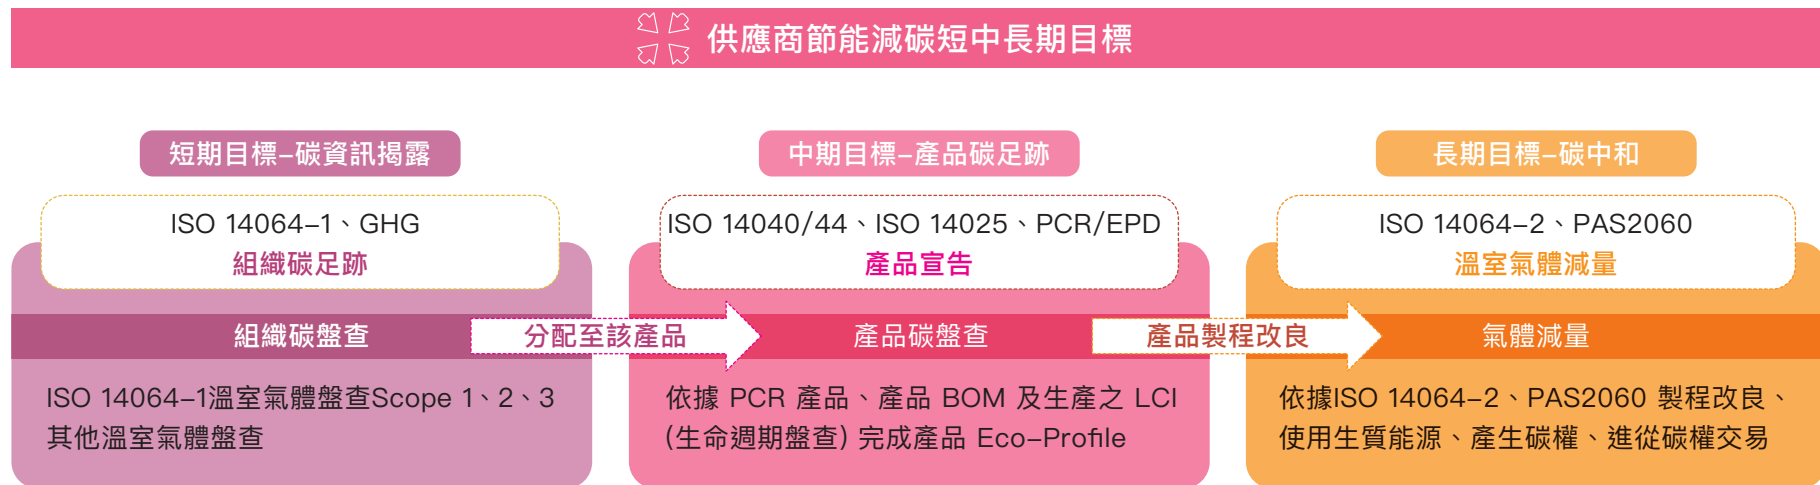 供應商節能減碳短中長期目標
短期目標–碳資訊揭露
ISO 14064–1、GHG
組織碳足跡
組織碳盤查
ISO 14064–1溫室氣體盤查Scope 1、2、3
其他溫室氣體盤查
分配至該產品
中期目標–產品碳足跡
ISO 14040/44、ISO 14025、PCR/EPD
產品宣告
產品碳盤查
依據 PCR 產品、產品 BOM 及生產之 LCI
(生命週期盤查) 完成產品 Eco–Profile
產品製程改良
長期目標–碳中和
ISO 14064–2、PAS2060
溫室氣體減量
氣體減量
依據ISO 14064–2、PAS2060 製程改良、
使用生質能源、產生碳權、進從碳權交易